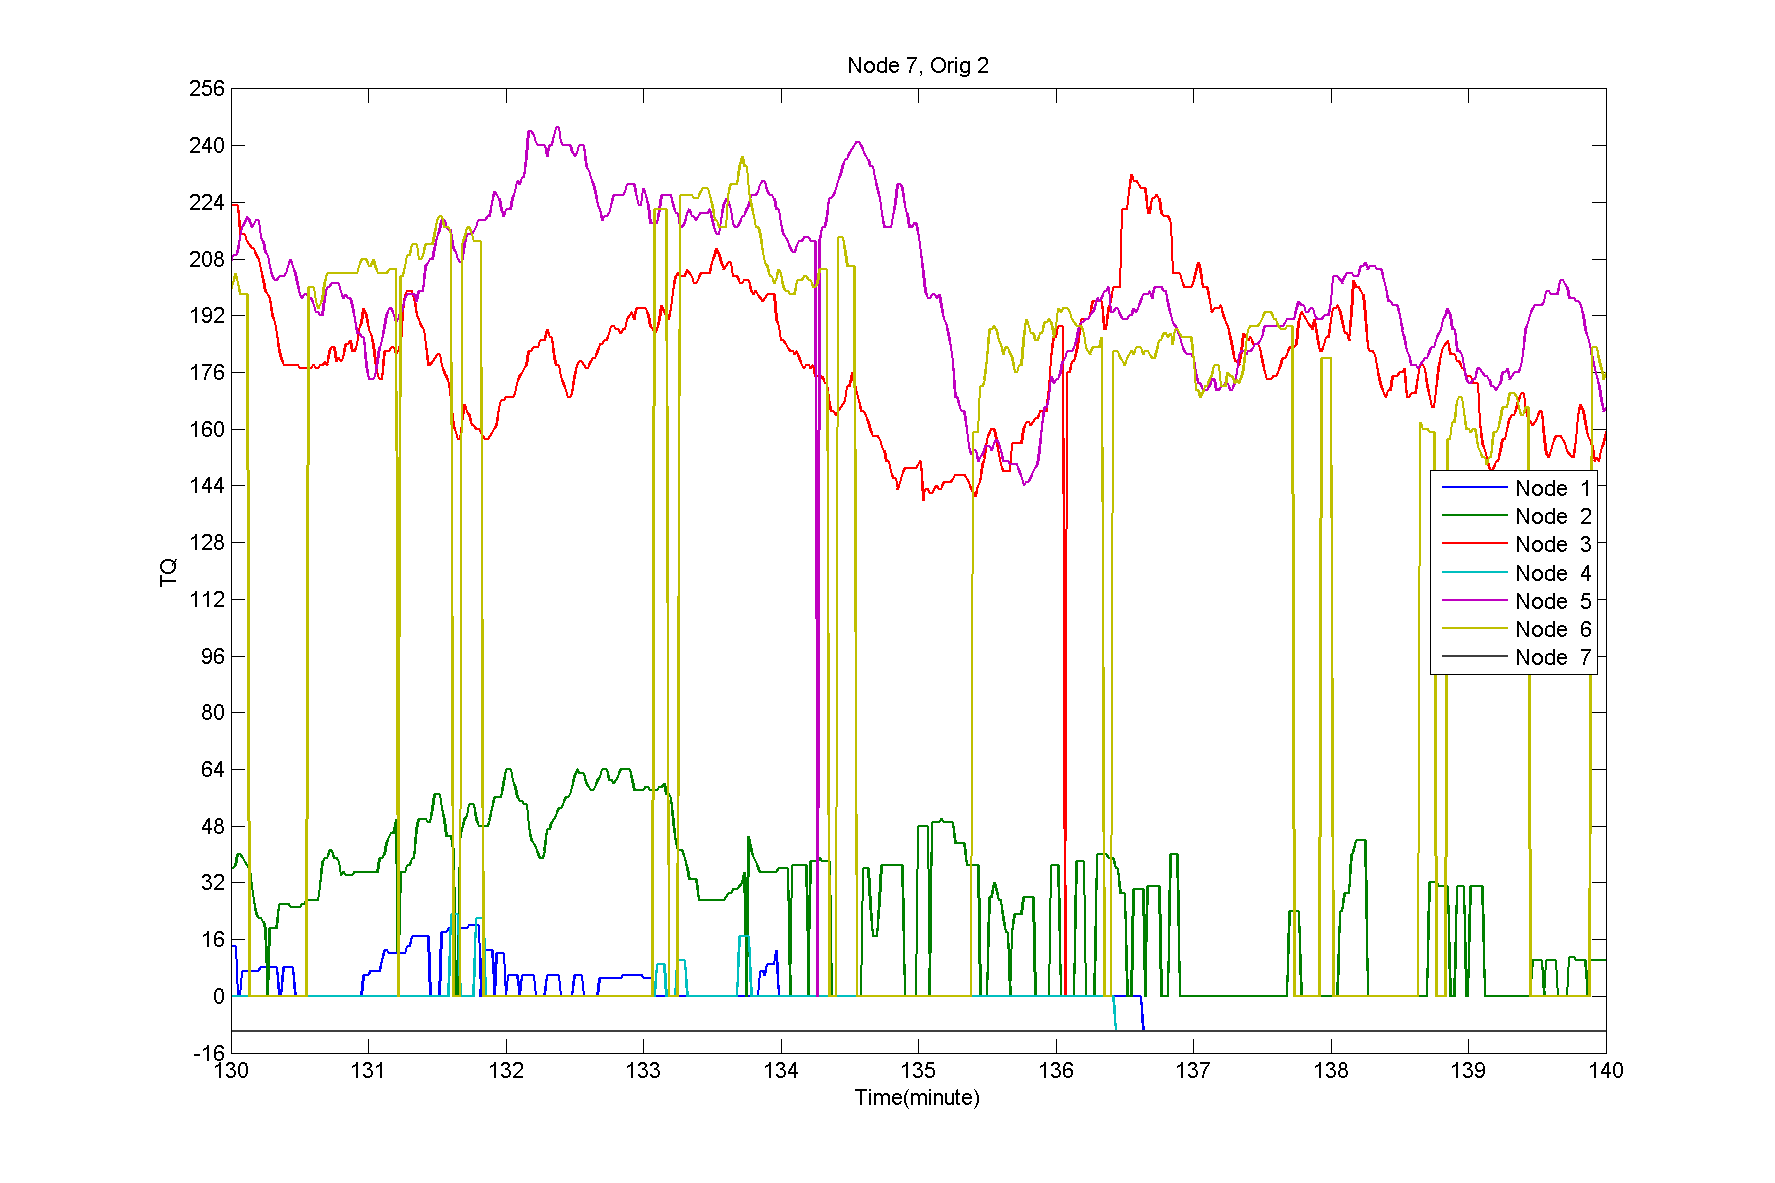 Node 7, Orig 2
256
240
224
208
192
176
160
144
128
112
96
80
64
48
32
16
0
-16
TQ
Node 1
Node 2
Node 3
Node 4
Node 5
Node 6
Node 7
130 131 132 133 134 135 136 137 138 139 140
Time(minute)